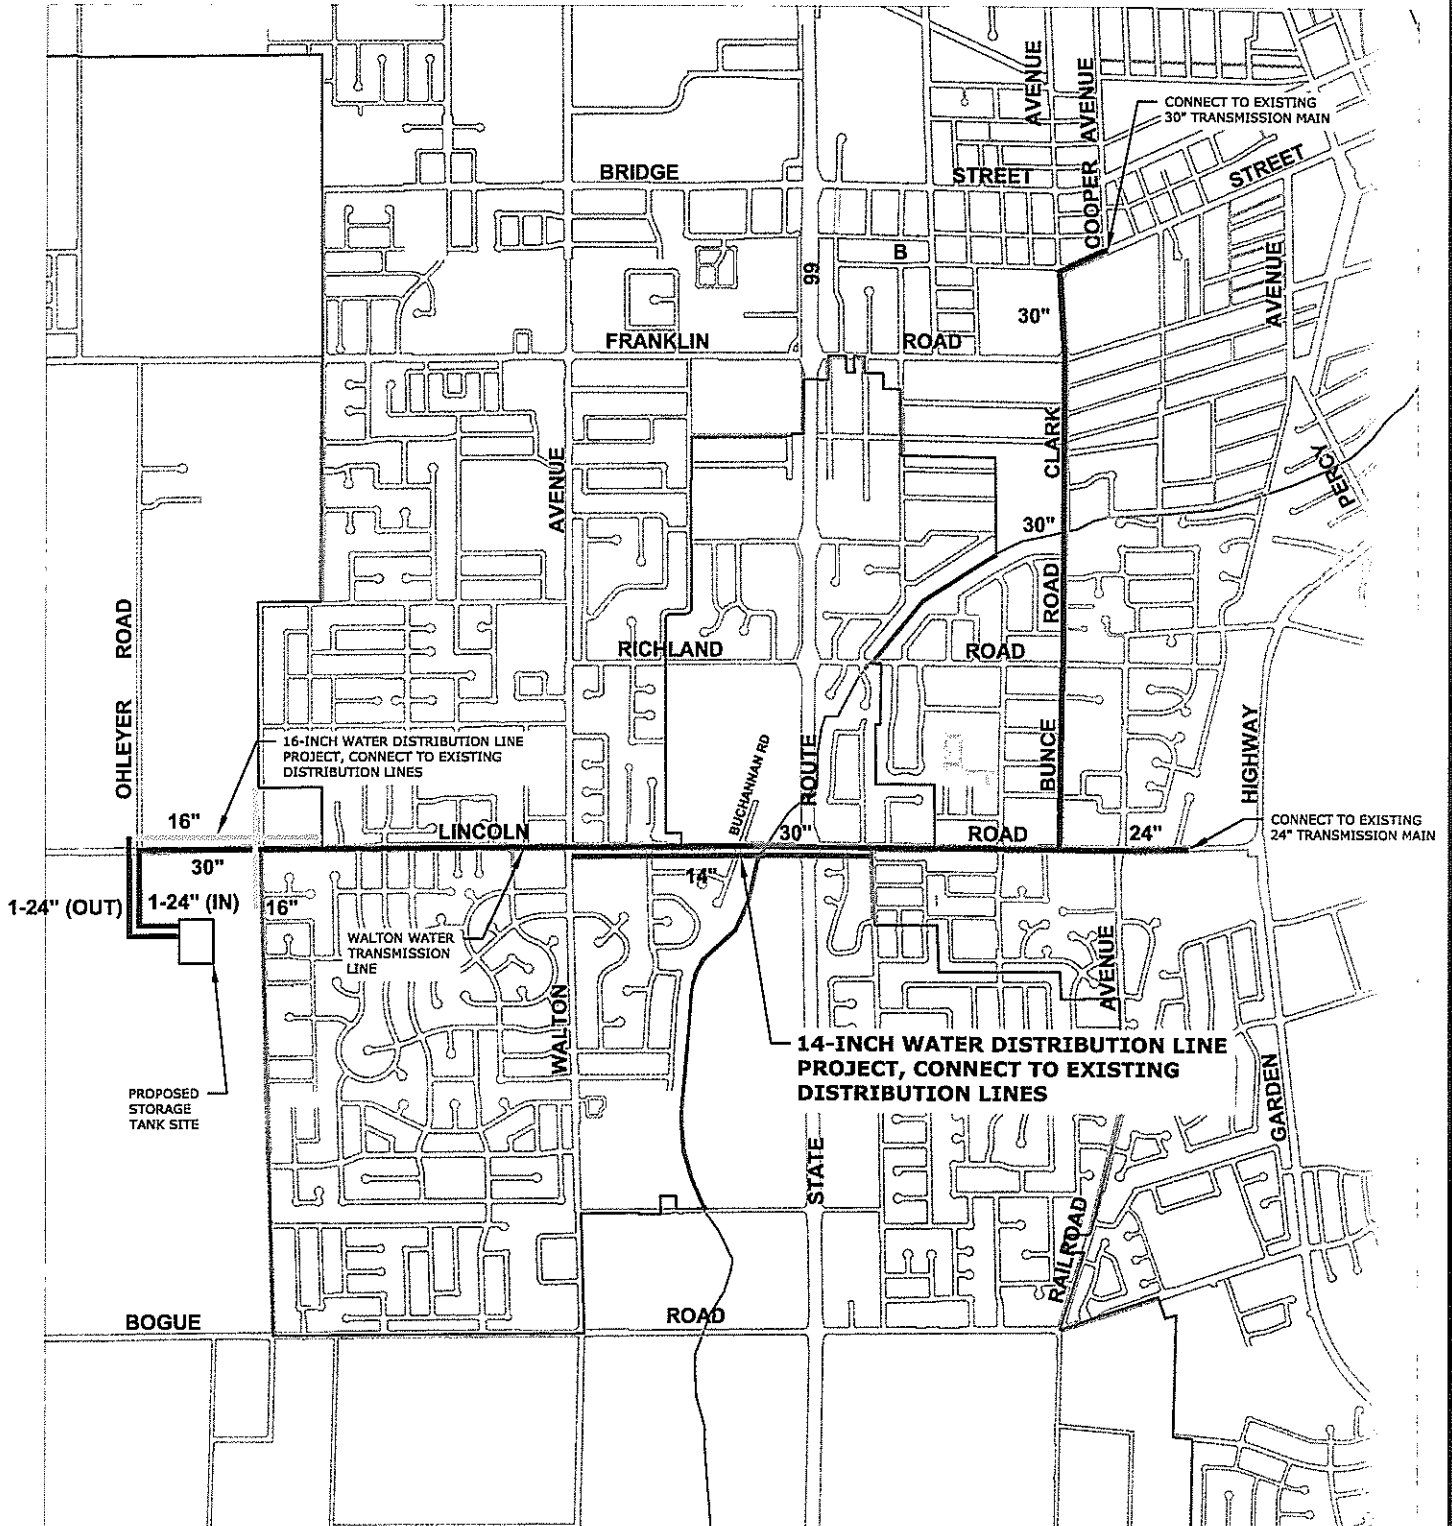 AVENUE
COOPER AVENUE
CONNECT TO EXISTING
30" TRANSMISSION MAIN
BRIDGE STREET
STREET
B
99
AVENUE
30"
FRANKLIN ROAD
CLARK
AVENUE
PERCY
30"
OHLEYER ROAD
ROAD
RICHLAND ROAD
16-INCH WATER DISTRIBUTION LINE
PROJECT, CONNECT TO EXISTING
DISTRIBUTION LINES
BUCHANNAN RD
ROUTE
BUNCE
HIGHWAY
16"
LINCOLN ROAD
30"
24"
CONNECT TO EXISTING
24" TRANSMISSION MAIN
30"
14"
1-24" (OUT)
1-24" (IN)
16"
WALTON WATER
TRANSMISSION
LINE
AVENUE
WALTON
14-INCH WATER DISTRIBUTION LINE
PROJECT, CONNECT TO EXISTING
DISTRIBUTION LINES
PROPOSED
STORAGE
TANK SITE
GARDEN
STATE
RAILROAD
BOGUE ROAD